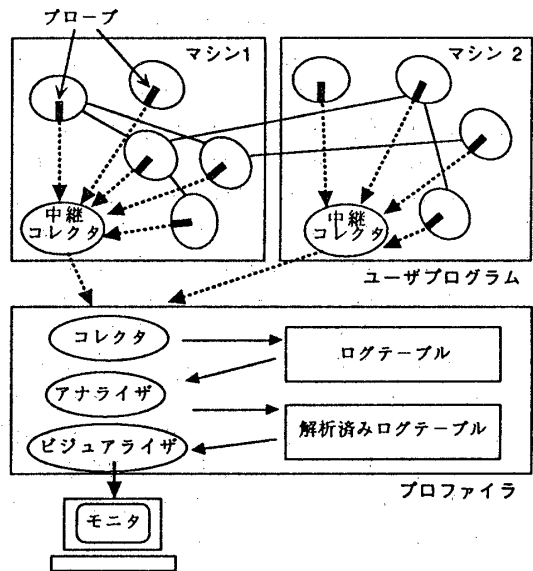 プローブ
マシン1
マシン 2
中継
コレクタ
中継
コレクタ
ユーザプログラム
コレクタ
ログテーブル
アナライザ
解析済みログテーブル
ビジュアライザ
プロファイラ
モニタ